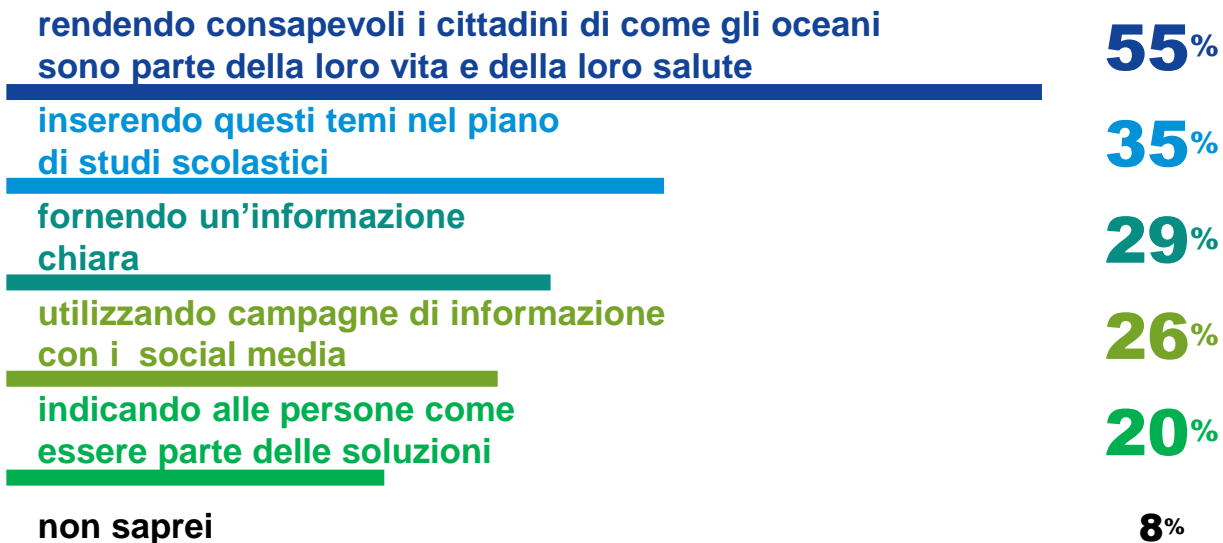 rendendo consapevoli i cittadini di come gli oceani
sono parte della loro vita e della loro salute
55%
inserendo questi temi nel piano
di studi scolastici
35%
fornendo un’informazione
chiara
29%
utilizzando campagne di informazione
con i  social media
26%
indicando alle persone come
essere parte delle soluzioni
20%
non saprei
8%